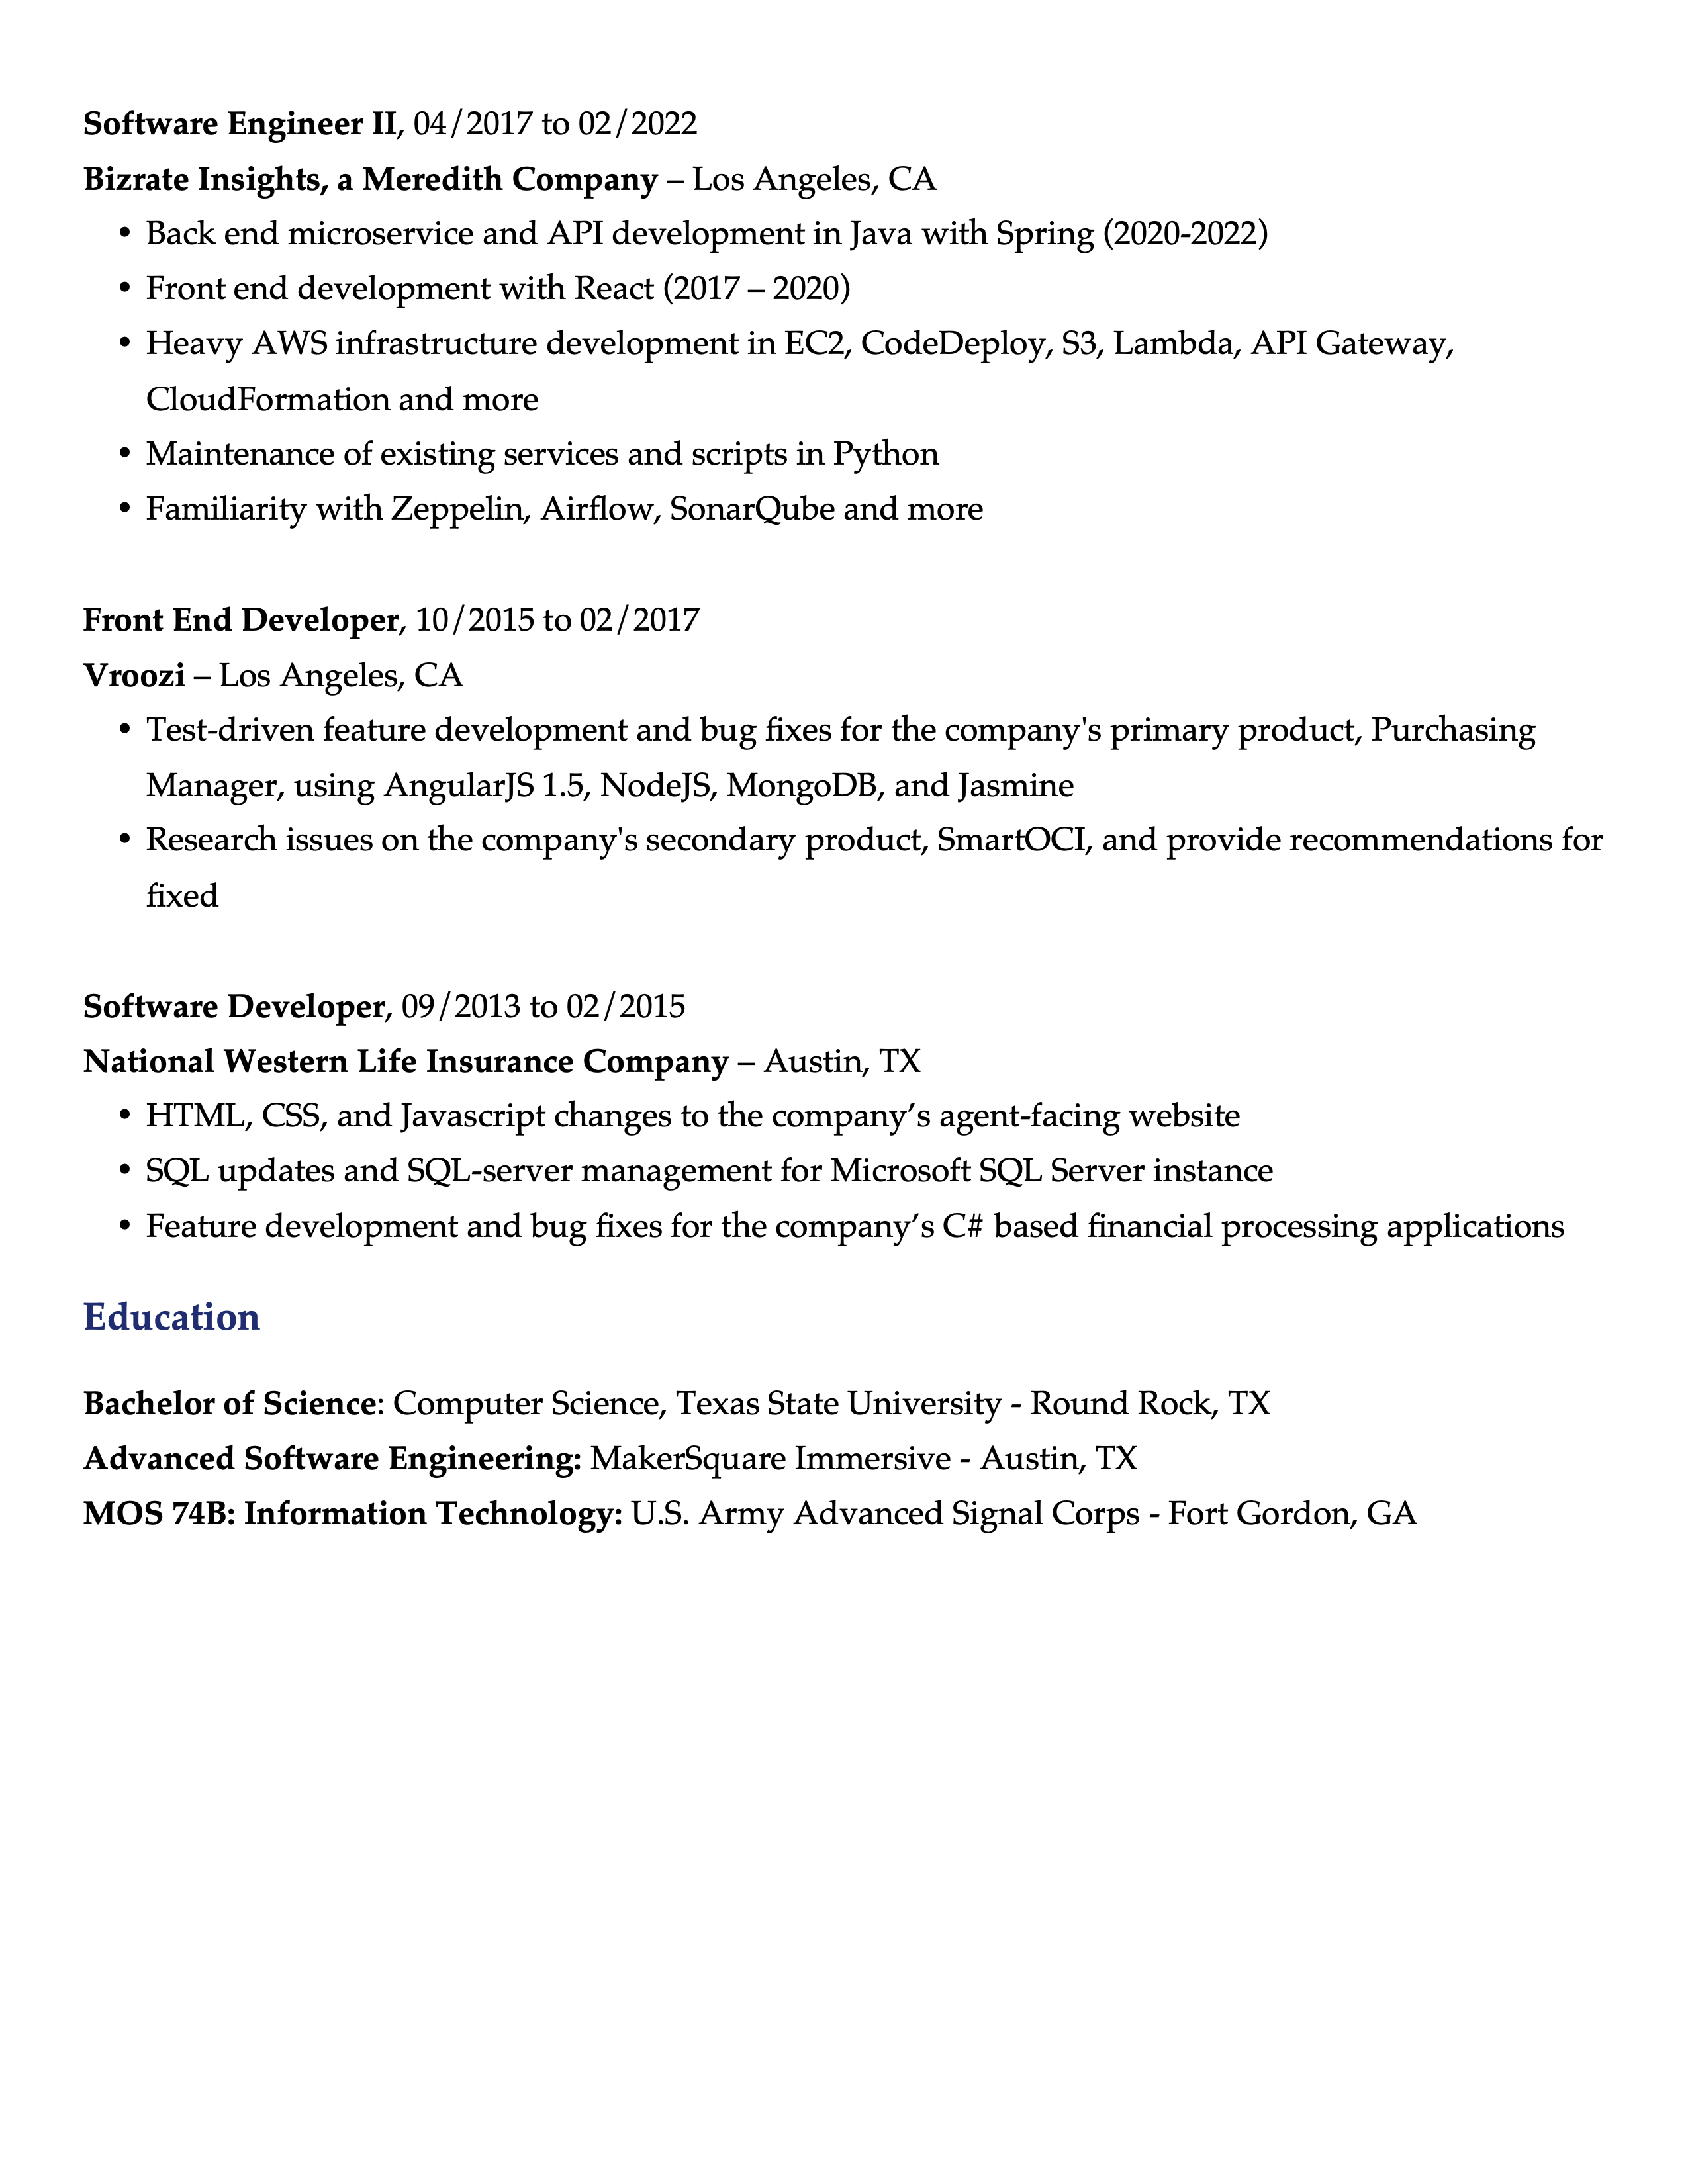 Software Engineer II, 04/2017 to 02/2022
Bizrate Insights, a Meredith Company – Los Angeles, CA
• Back end microservice and API development in Java with Spring (2020-2022)
• Front end development with React (2017 – 2020)
• Heavy AWS infrastructure development in EC2, CodeDeploy, S3, Lambda, API Gateway,
CloudFormation and more
• Maintenance of existing services and scripts in Python
• Familiarity with Zeppelin, Airflow, SonarQube and more
Front End Developer, 10/2015 to 02/2017
Vroozi – Los Angeles, CA
• Test-driven feature development and bug fixes for the company's primary product, Purchasing
Manager, using AngularJS 1.5, NodeJS, MongoDB, and Jasmine
• Research issues on the company's secondary product, SmartOCI, and provide recommendations for
fixed
Software Developer, 09/2013 to 02/2015
National Western Life Insurance Company – Austin, TX
• HTML, CSS, and Javascript changes to the company’s agent-facing website
• SQL updates and SQL-server management for Microsoft SQL Server instance
• Feature development and bug fixes for the company’s C# based financial processing applications
Education
Bachelor of Science: Computer Science, Texas State University - Round Rock, TX
Advanced Software Engineering: MakerSquare Immersive - Austin, TX
MOS 74B: Information Technology: U.S. Army Advanced Signal Corps - Fort Gordon, GA